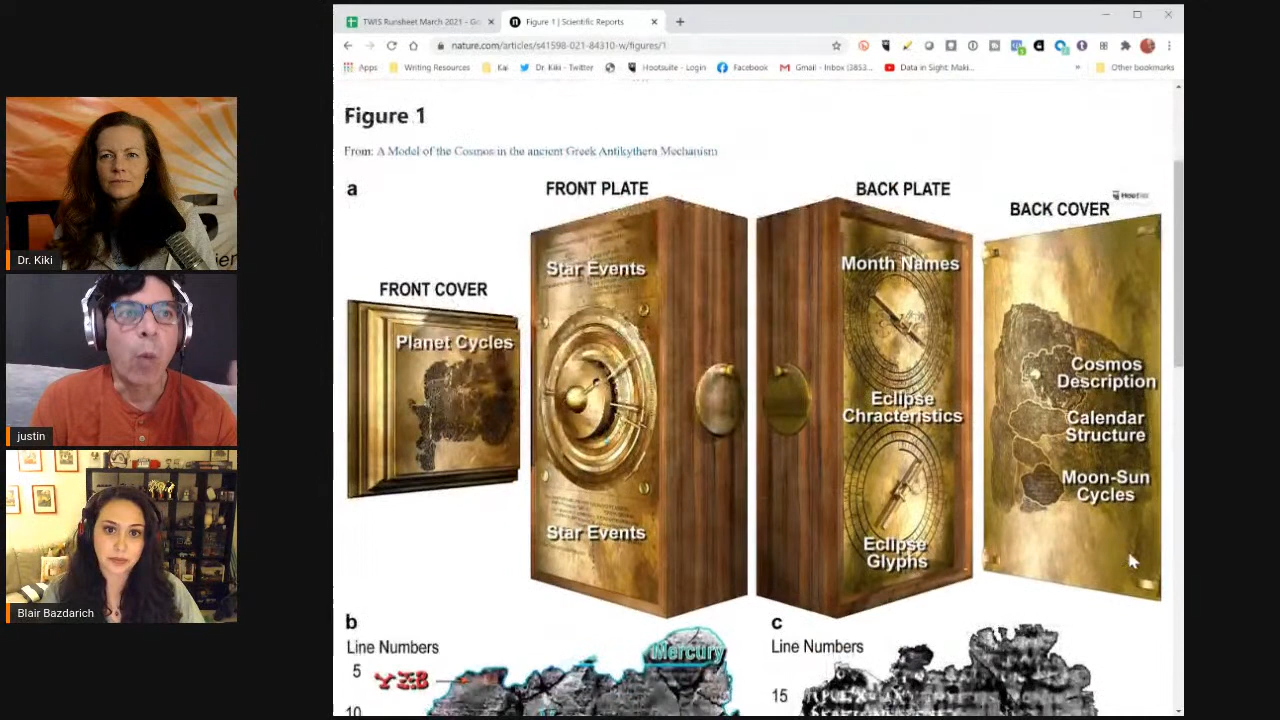 TWIS Runsheet March 2021 - Go
Figure 1 | Scientific Reports
nature.com/articles/s41598-021-84310-w/figures/1
Apps
Writing Resources
Kai
Dr. Kiki - Twitter
Hootsuite - Login
Facebook
Gmail - Inbox (3853...
Data in Sight: Maki...
Other bookmarks
Figure 1
From: A Model of the Cosmos in the ancient Greek Antikythera Mechanism
a
FRONT COVER
Planet Cycles
FRONT PLATE
Star Events
Star Events
BACK PLATE
Month Names
Eclipse
Chracteristics
Eclipse
Glyphs
BACK COVER
Cosmos
Description
Calendar
Structure
Moon-Sun
Cycles
b
Line Numbers
5
10
Mercury
c
Line Numbers
15
Dr. Kiki
justin
Blair Bazdarich